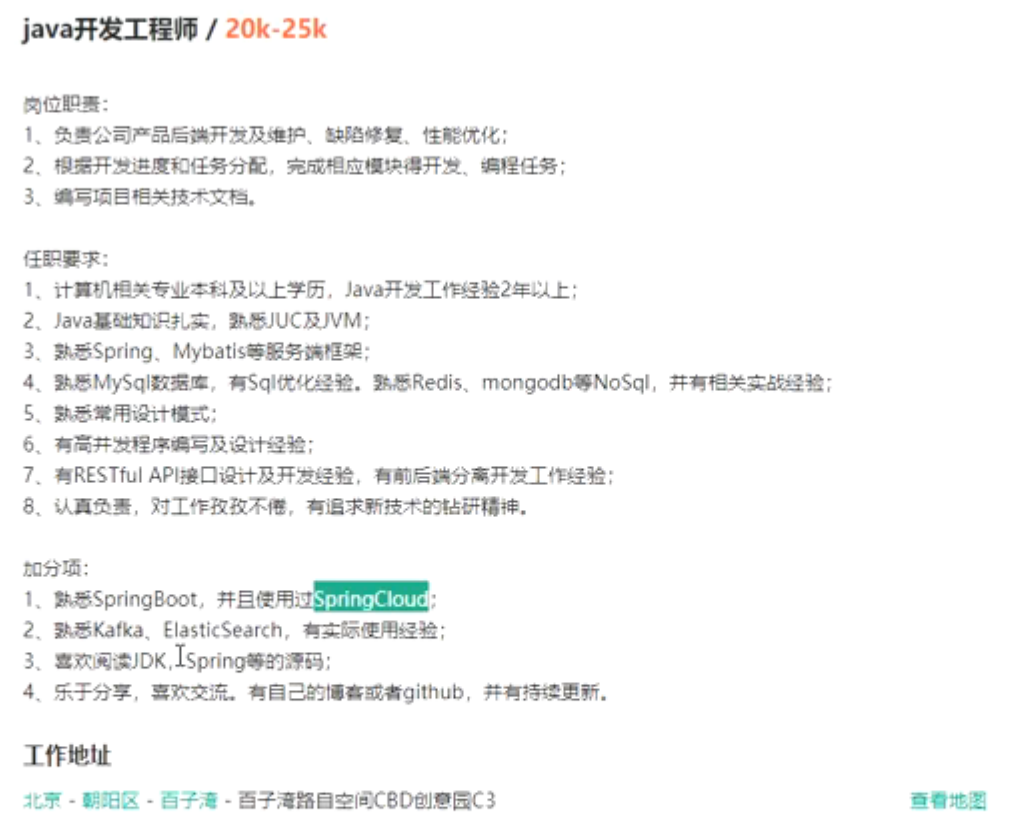 java开发工程师 / 20k-25k
岗位职责：
1、负责公司产品后端开发及维护、缺陷修复、性能优化；
2、根据开发进度和任务分配，完成相应模块得开发、编程任务；
3、编写项目相关技术文档。
任职要求：
1、计算机相关专业本科及以上学历，Java开发工作经验2年以上；
2、Java基础知识扎实，熟悉JUC及JVM；
3、熟悉Spring、Mybatis等服务端框架；
4、熟悉MySql数据库，有Sql优化经验。熟悉Redis、mongodb等NoSql，并有相关实战经验；
5、熟悉常用设计模式；
6、有高并发程序编写及设计经验；
7、有RESTful API接口设计及开发经验，有前后端分离开发工作经验；
8、认真负责，对工作孜孜不倦，有追求新技术的钻研精神。
加分项：
1、熟悉SpringBoot，并且使用过SpringCloud；
2、熟悉Kafka、ElasticSearch，有实际使用经验；
3、喜欢阅读JDK,Spring等的源码；
4、乐于分享，喜欢交流。有自己的博客或者github，并有持续更新。
工作地址
北京 - 朝阳区 - 百子湾 - 百子湾路自空间CBD创意园C3 查看地图